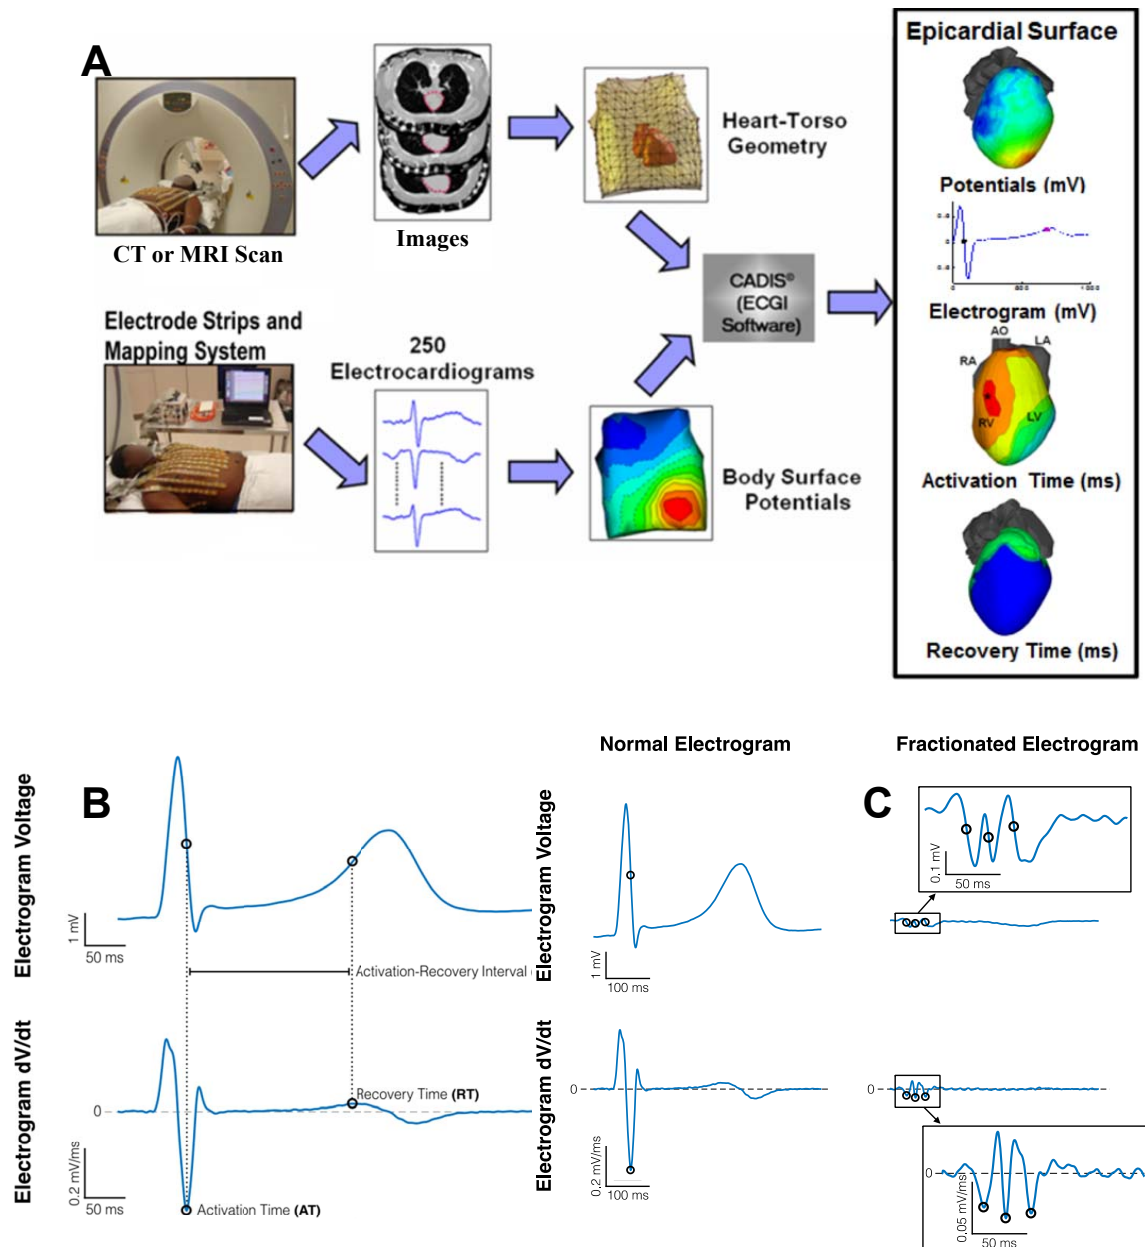 A
CT or MRI Scan
Images
Heart-Torso
Geometry
Electrode Strips and
Mapping System
250
Electrocardiograms
CADIS®
(ECGI
Software)
Body Surface
Potentials
Epicardial Surface
Potentials (mV)
0
Electrogram (mV)
AO
LA
RA
RV
LV
Activation Time (ms)
Recovery Time (ms)
B
Electrogram Voltage
1 mV
50 ms
Activation-Recovery Interval
Electrogram dV/dt
0
Recovery Time (RT)
0.2 mV/ms
50 ms
Activation Time (AT)
Normal Electrogram
Electrogram Voltage
1 mV
100 ms
Electrogram dV/dt
0
0.2 mV/ms
100 ms
Fractionated Electrogram
C
0.1 mV
50 ms
0
0
0.05 mV/ms
50 ms